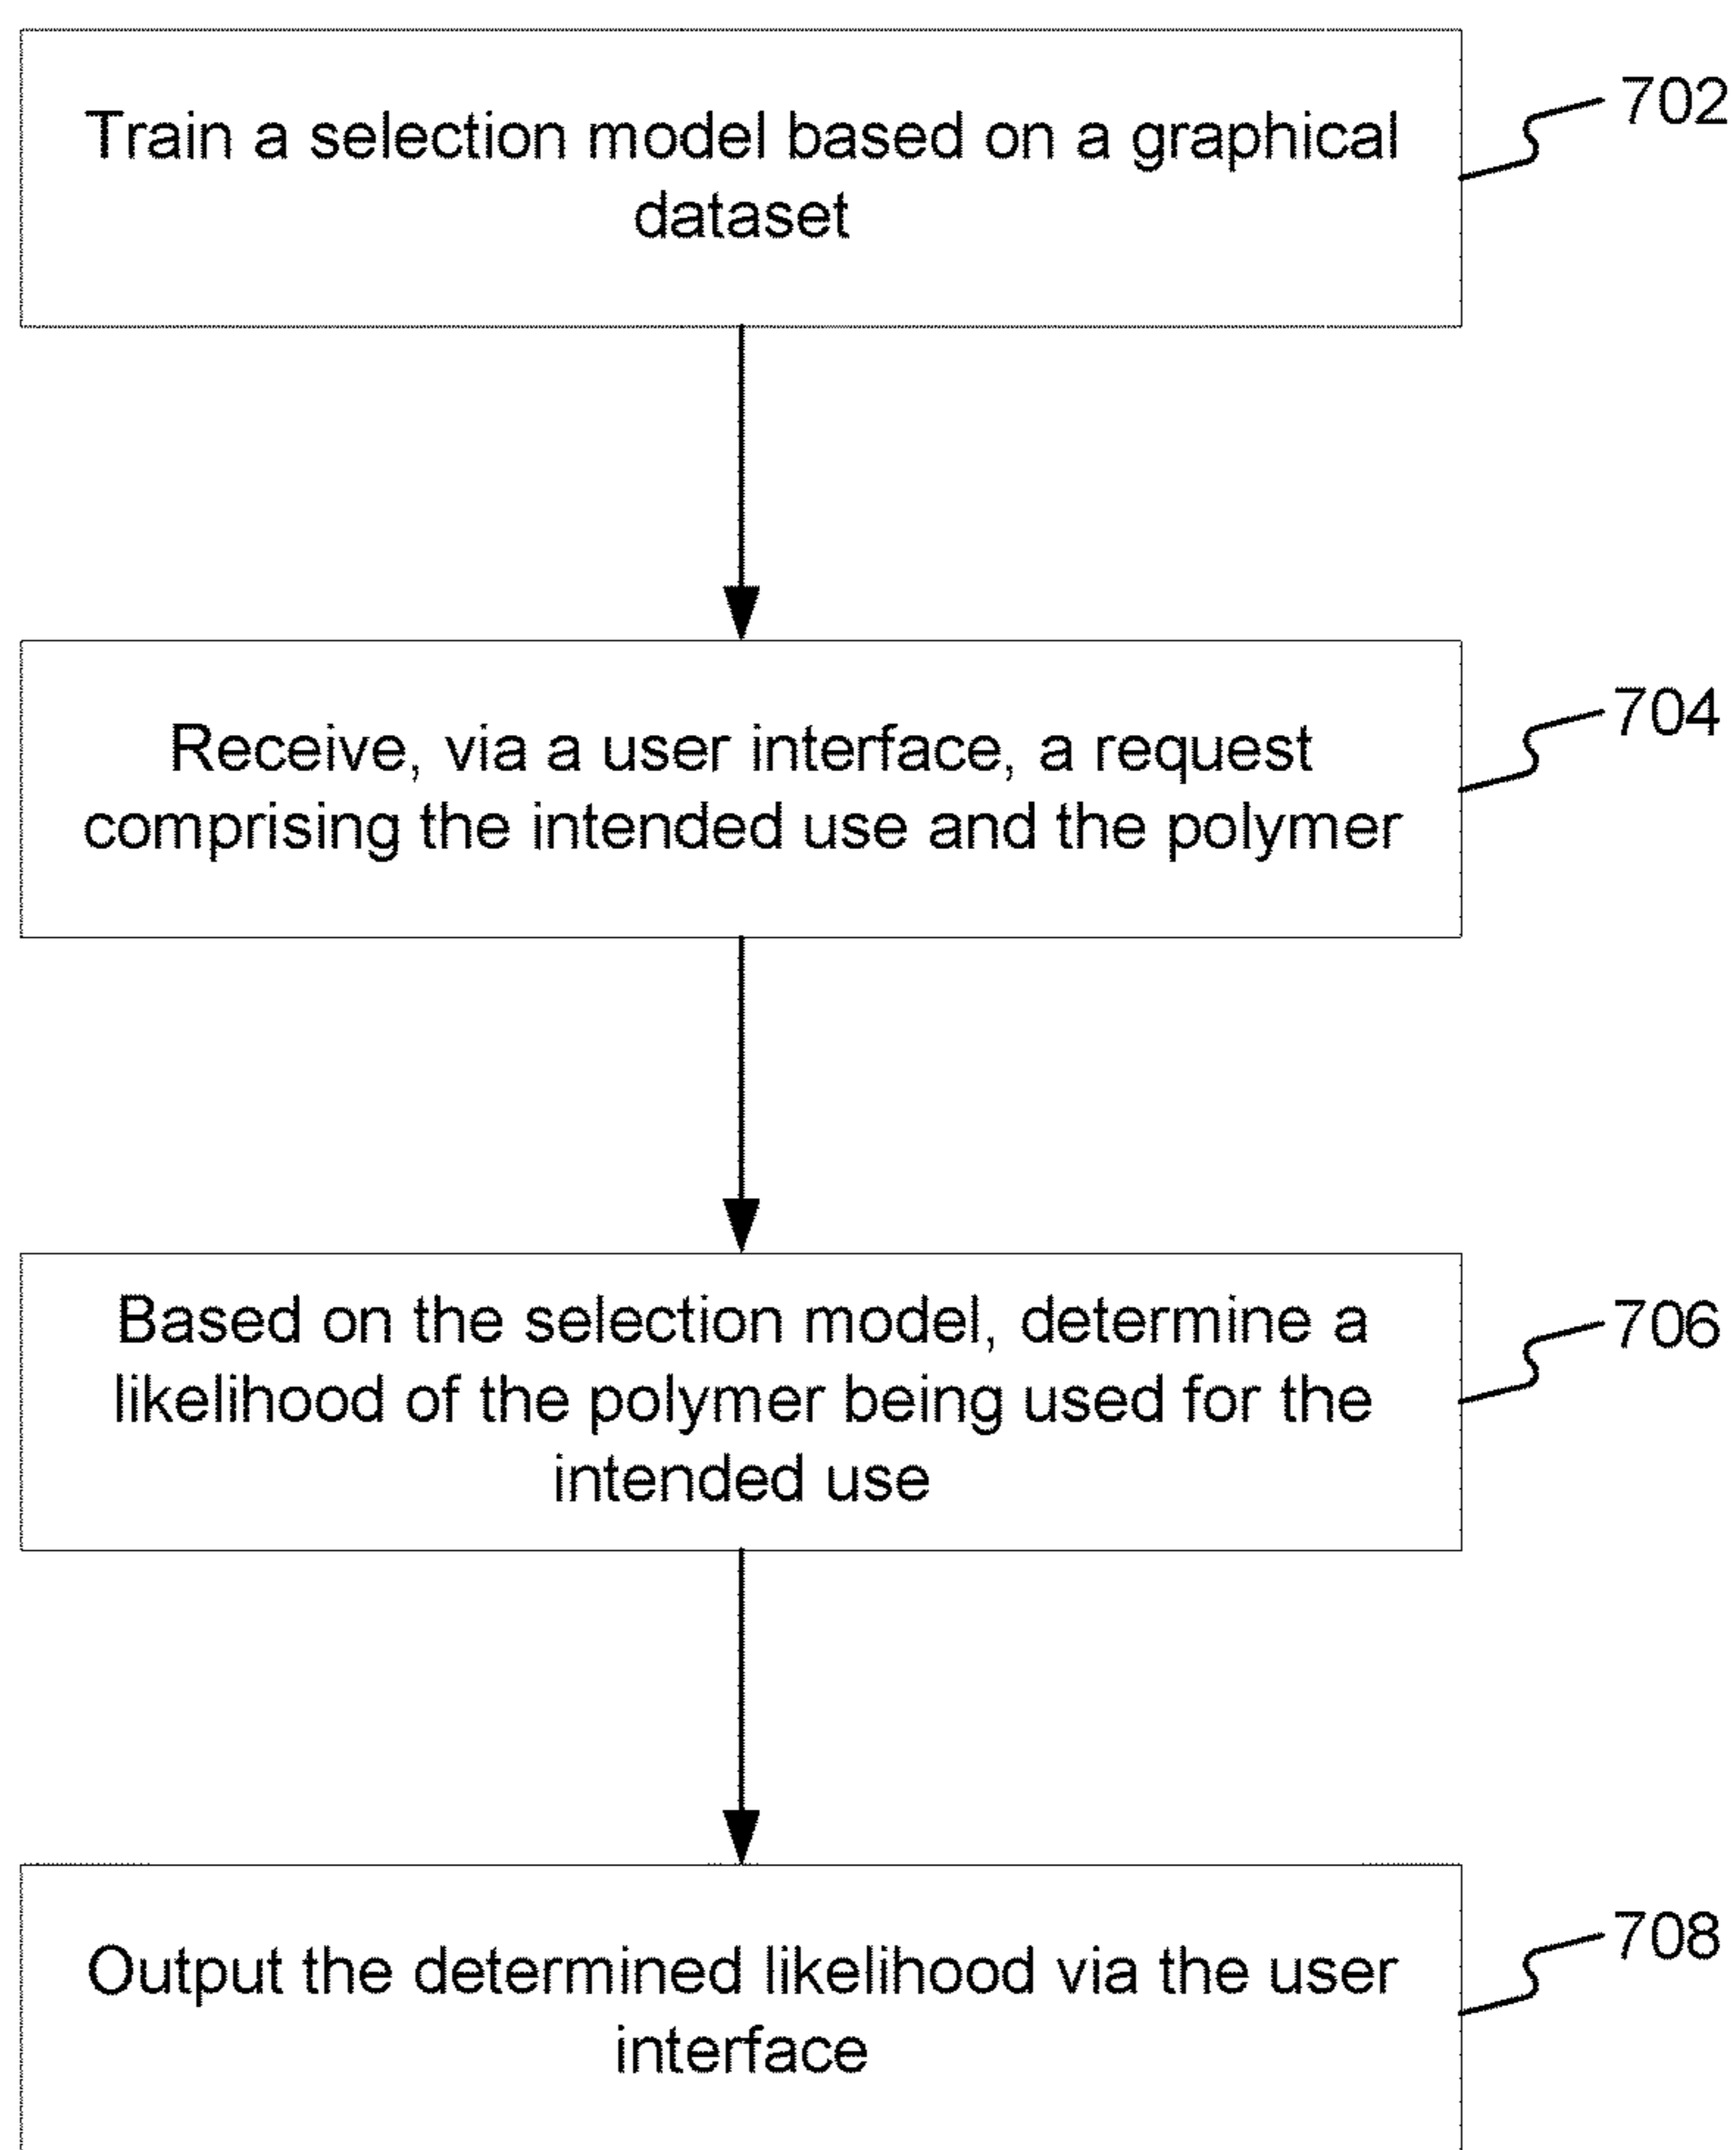 Train a selection model based on a graphical
dataset
702
Receive, via a user interface, a request
comprising the intended use and the polymer
704
Based on the selection model, determine a
likelihood of the polymer being used for the
intended use
706
Output the determined likelihood via the user
interface
708